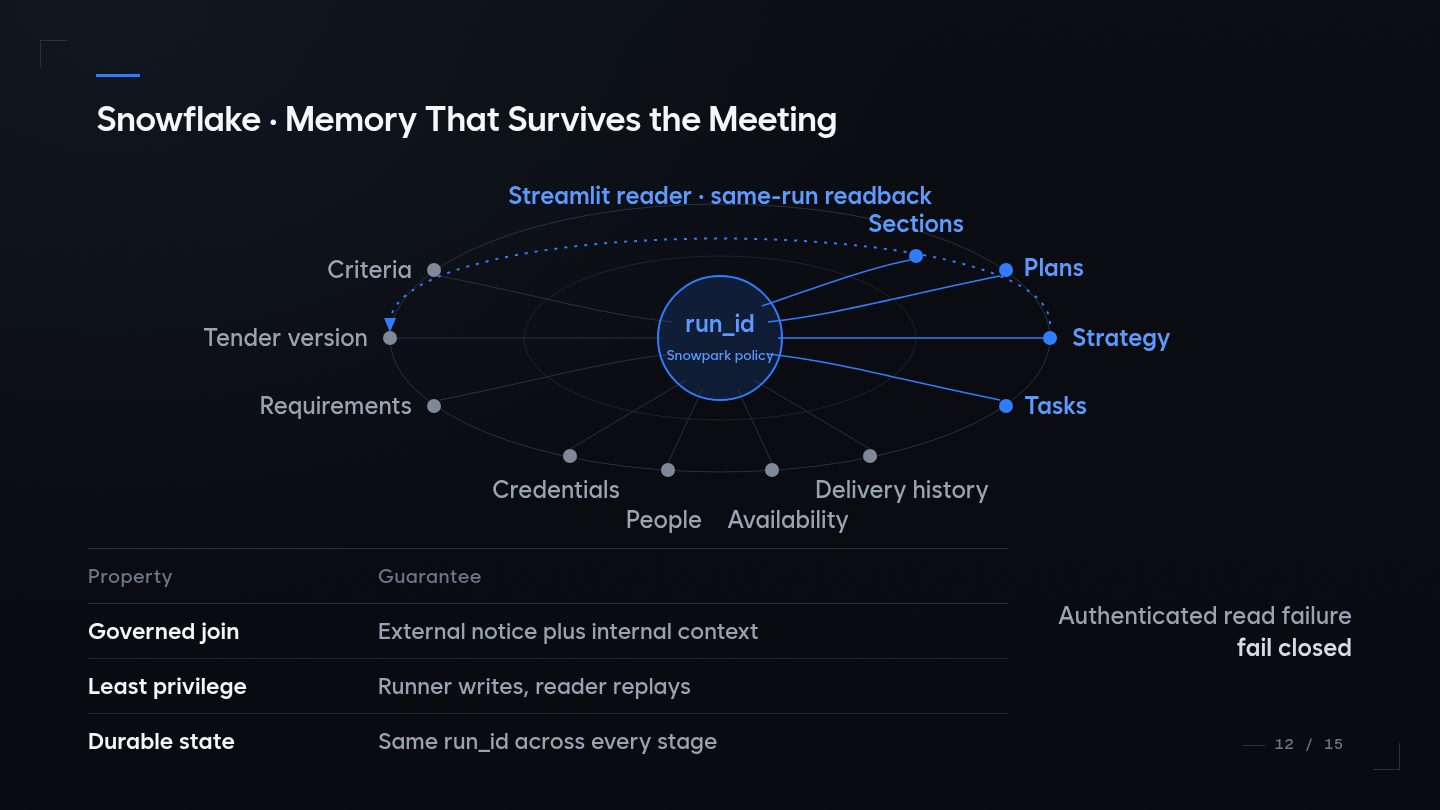 Snowflake · Memory That Survives the Meeting
Streamlit reader · same-run readback
Sections
Criteria
Plans
run_id
Tender version
Strategy
Snowpark policy
Requirements
Tasks
Credentials
Delivery history
People
Availability
Property Guarantee
Governed join External notice plus internal context
Least privilege Runner writes, reader replays
Durable state Same run_id across every stage
Authenticated read failure
fail closed
12 / 15